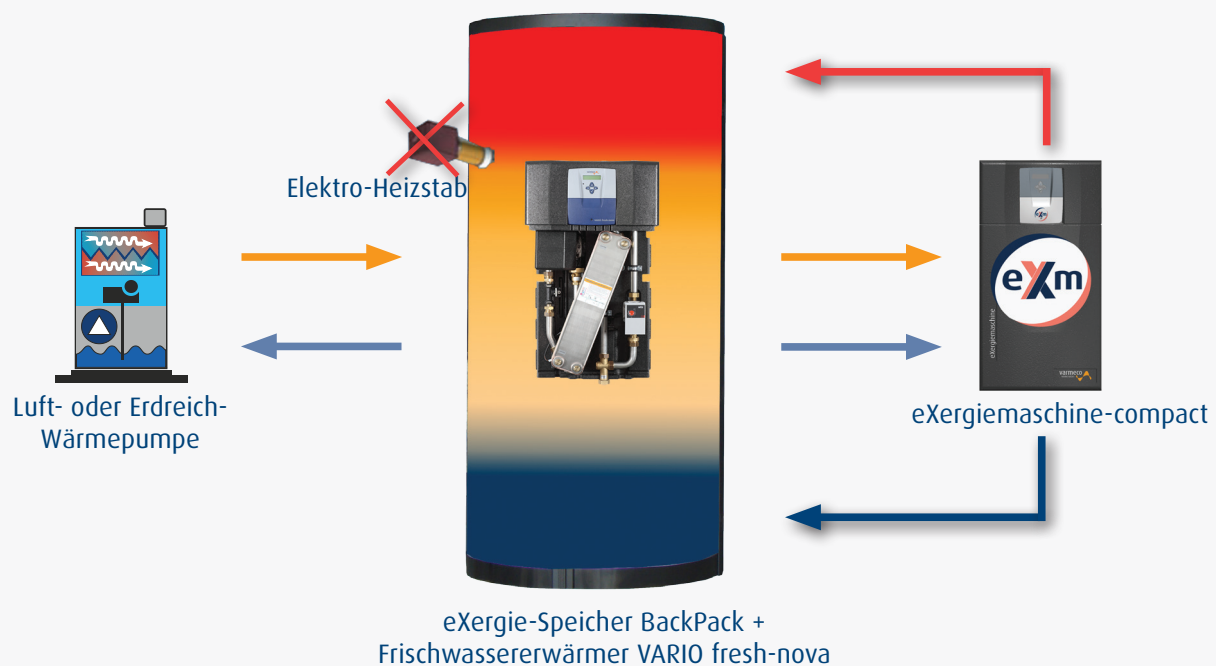 Elektro-Heizstab
Luft- oder Erdreich-
Wärmepumpe
eXm
eXergiemaschine
varmeco
eXergiemaschine-compact
eXergie-Speicher BackPack +
Frischwassererwärmer VARIO fresh-nova